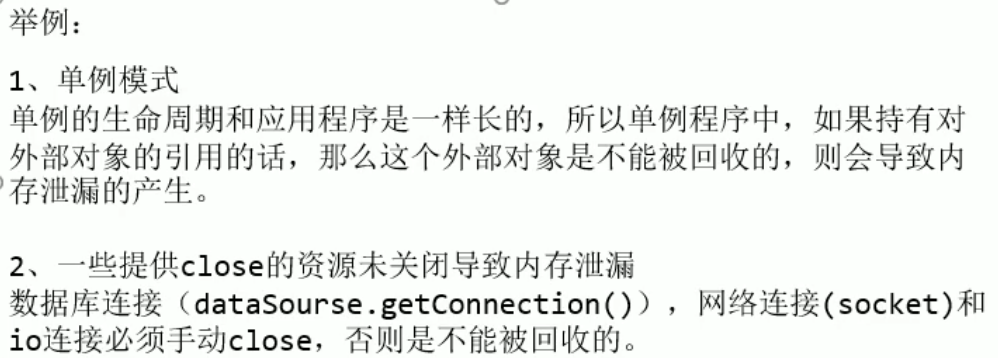 举例：
1、单例模式
单例的生命周期和应用程序是一样长的，所以单例程序中，如果持有对
外部对象的引用的话，那么这个外部对象是不能被回收的，则会导致内
存泄漏的产生。
2、一些提供close的资源未关闭导致内存泄漏
数据库连接（dataSourse.getConnection()），网络连接(socket)和
io连接必须手动close，否则是不能被回收的。